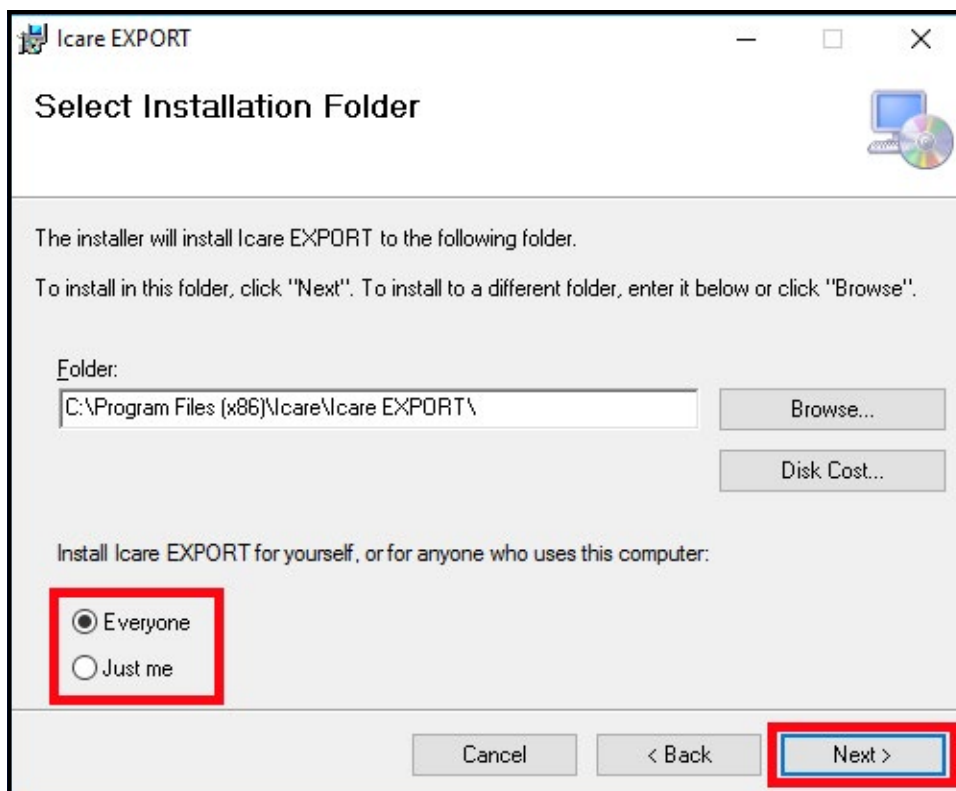 Icare EXPORT
Select Installation Folder
The installer will install Icare EXPORT to the following folder.
To install in this folder, click "Next". To install to a different folder, enter it below or click "Browse".
Folder:
C:\Program Files (x86)\Icare\Icare EXPORT\
Browse...
Disk Cost...
Install Icare EXPORT for yourself, or for anyone who uses this computer:
Everyone
Just me
Cancel
< Back
Next >